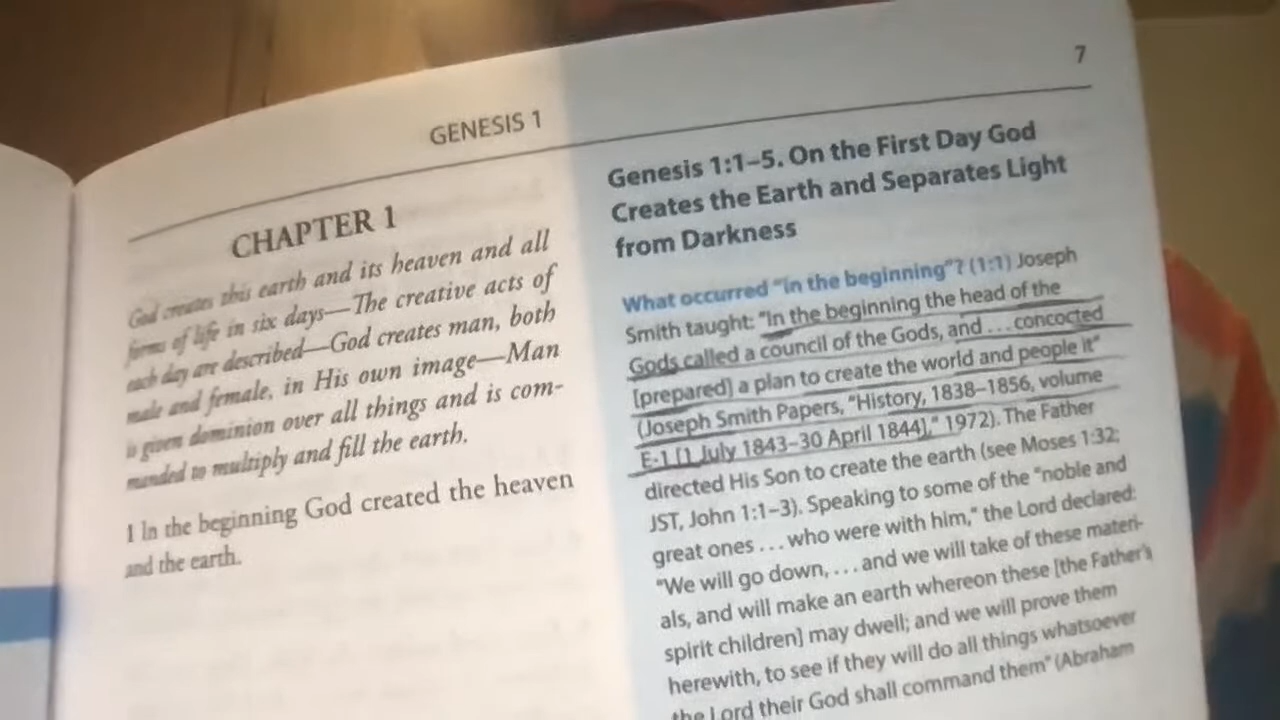 GENESIS 1
7
CHAPTER 1
God creates this earth and its heaven and all
forms of life in six days—The creative acts of
each day are described—God creates man, both
male and female, in His own image—Man
is given dominion over all things and is com-
manded to multiply and fill the earth.
1 In the beginning God created the heaven
and the earth.
Genesis 1:1–5. On the First Day God
Creates the Earth and Separates Light
from Darkness
What occurred "in the beginning"? (1:1) Joseph
Smith taught: "In the beginning the head of the
Gods called a council of the Gods, and . . . concocted
[prepared] a plan to create the world and people it"
(Joseph Smith Papers, "History, 1838–1856, volume
E-1 [1 July 1843–30 April 1844]," 1972). The Father
directed His Son to create the earth (see Moses 1:32;
JST, John 1:1–3). Speaking to some of the "noble and
great ones . . . who were with him," the Lord declared:
"We will go down, . . . and we will take of these materi-
als, and will make an earth whereon these [the Father's
spirit children] may dwell; and we will prove them
herewith, to see if they will do all things whatsoever
the Lord their God shall command them" (Abraham